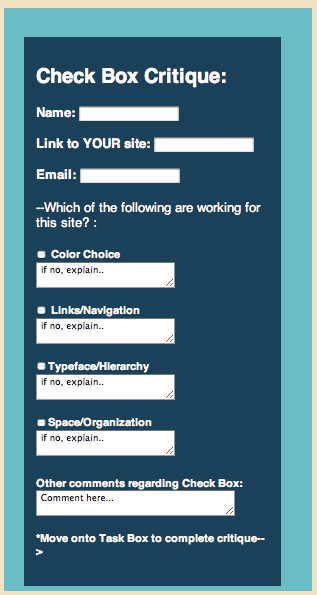 Check Box Critique:
Name:
Link to YOUR site:
Email:
--Which of the following are working for
this site? :
Color Choice
if no, explain..
Links/Navigation
if no, explain..
Typeface/Hierarchy
if no, explain..
Space/Organization
if no, explain..
Other comments regarding Check Box:
Comment here...
*Move onto Task Box to complete critique--
>